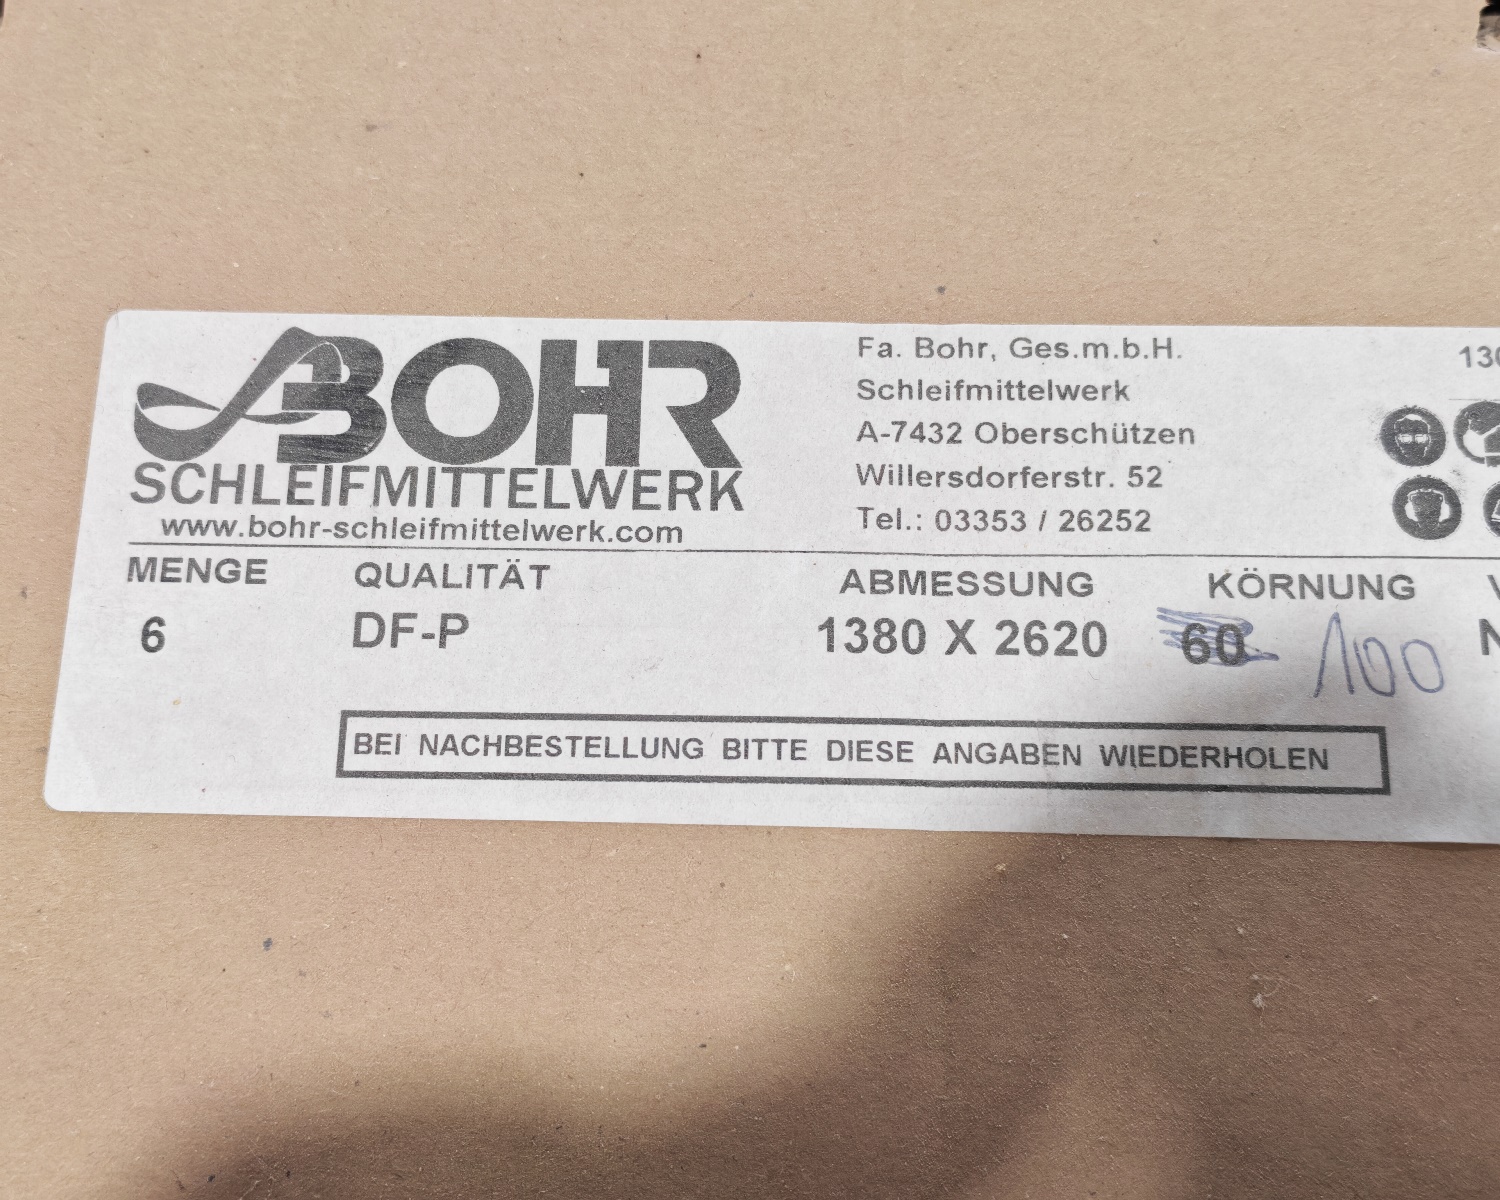 BOHR
SCHLEIFMITTELWERK
www.bohr-schleifmittelwerk.com
Fa. Bohr, Ges.m.b.H.
Schleifmittelwerk
A-7432 Oberschützen
Willersdorferstr. 52
Tel.: 03353 / 26252
MENGE QUALITÄT ABMESSUNG KÖRNUNG
6 DF-P 1380 X 2620 60 100
BEI NACHBESTELLUNG BITTE DIESE ANGABEN WIEDERHOLEN